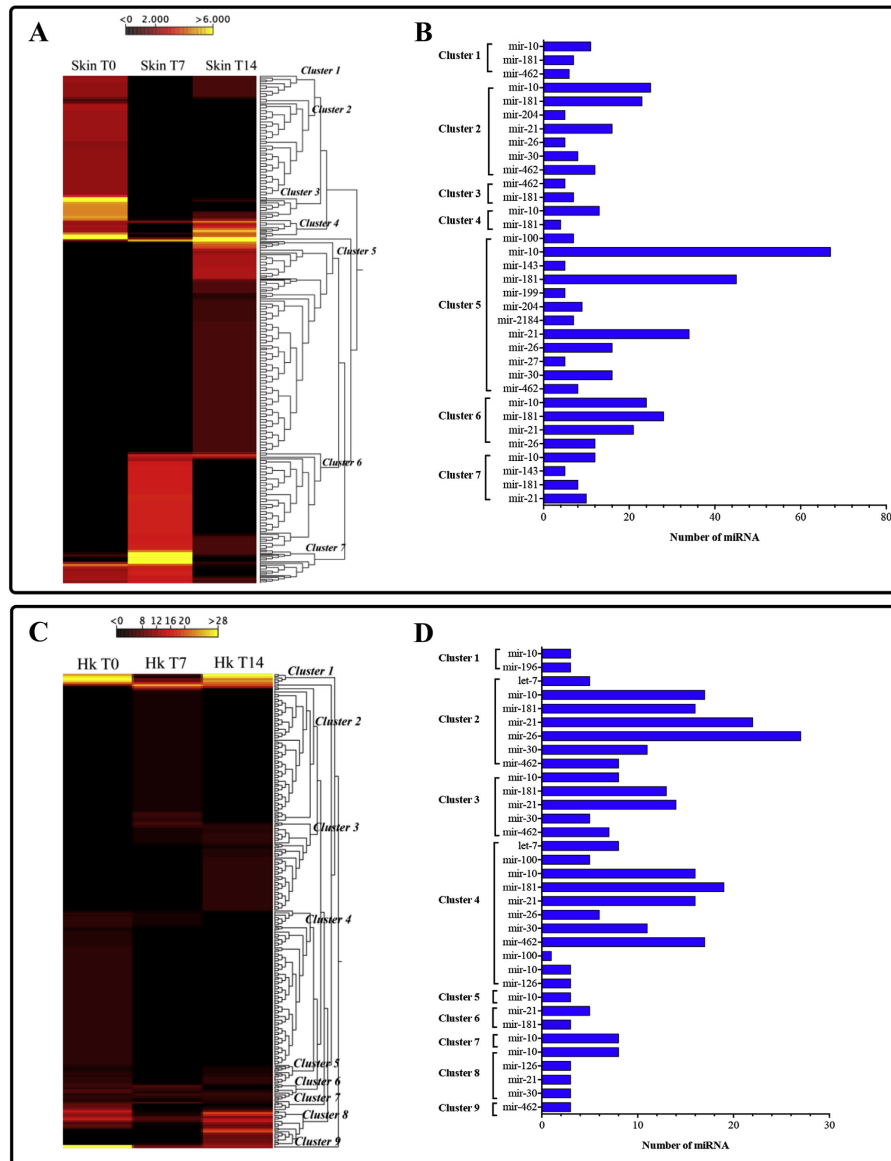 A
<0 2.000 >6.000
Skin T0 Skin T7 Skin T14
Cluster 1
Cluster 2
Cluster 3
Cluster 4
Cluster 5
Cluster 6
Cluster 7
B
Cluster 1
mir-10
mir-181
mir-462
Cluster 2
mir-10
mir-181
mir-204
mir-21
mir-26
mir-30
mir-462
Cluster 3
mir-462
mir-181
Cluster 4
mir-10
mir-181
Cluster 5
mir-100
mir-10
mir-143
mir-181
mir-199
mir-204
mir-2184
mir-21
mir-26
mir-27
mir-30
mir-462
Cluster 6
mir-10
mir-181
mir-21
mir-26
Cluster 7
mir-10
mir-143
mir-181
mir-21
0 20 40 60 80
Number of miRNA
C
<0 8 12 16 20 >28
Hk T0 Hk T7 Hk T14
Cluster 1
Cluster 2
Cluster 3
Cluster 4
Cluster 5
Cluster 6
Cluster 7
Cluster 8
Cluster 9
D
Cluster 1
mir-10
mir-196
Cluster 2
let-7
mir-10
mir-181
mir-21
mir-26
mir-30
mir-462
Cluster 3
mir-10
mir-181
mir-21
mir-30
mir-462
Cluster 4
let-7
mir-100
mir-10
mir-181
mir-21
mir-26
mir-30
mir-462
mir-100
mir-10
mir-126
Cluster 5
mir-10
Cluster 6
mir-21
mir-181
Cluster 7
mir-10
Cluster 8
mir-10
mir-126
mir-21
mir-30
Cluster 9
mir-462
0 10 20 30
Number of miRNA